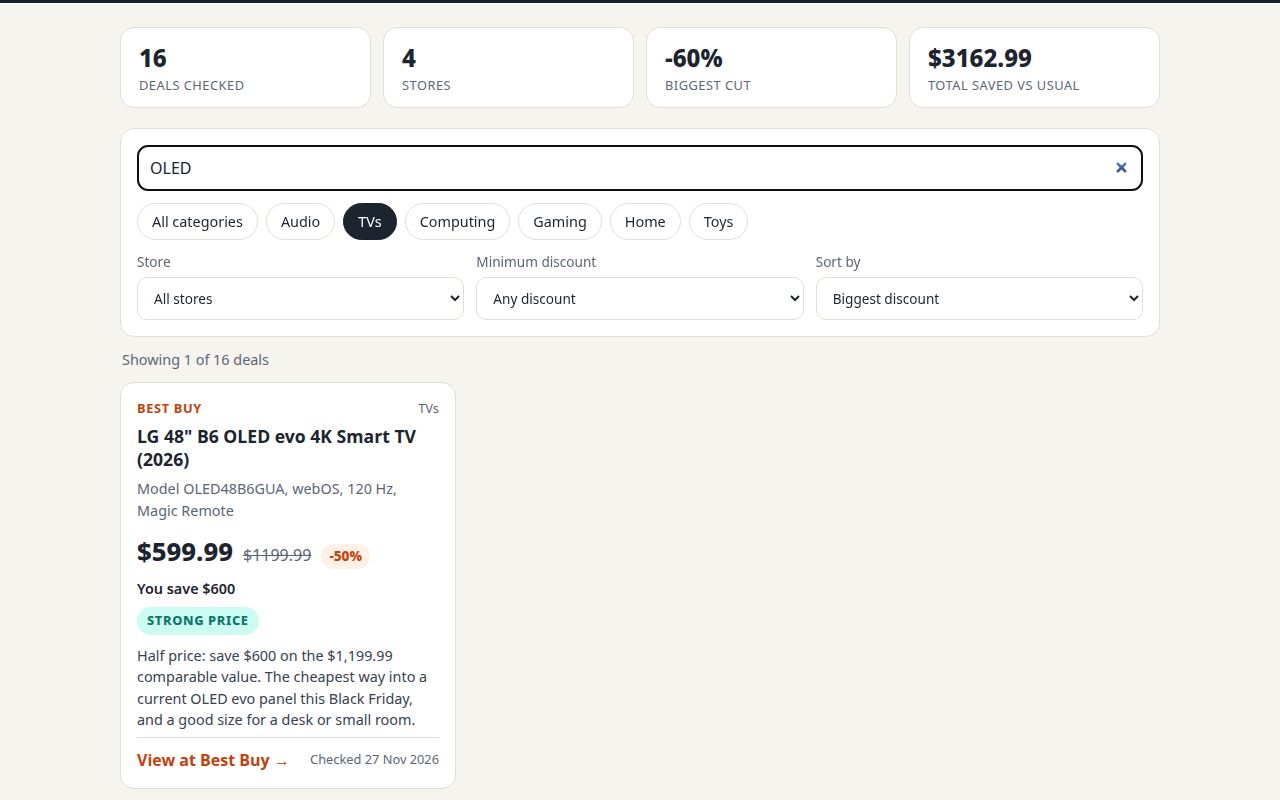 16
DEALS CHECKED
4
STORES
-60%
BIGGEST CUT
$3162.99
TOTAL SAVED VS USUAL
OLED
All categories Audio TVs Computing Gaming Home Toys
Store
All stores
Minimum discount
Any discount
Sort by
Biggest discount
Showing 1 of 16 deals
BEST BUY TVs
LG 48" B6 OLED evo 4K Smart TV
(2026)
Model OLED48B6GUA, webOS, 120 Hz,
Magic Remote
$599.99 $1199.99 -50%
You save $600
STRONG PRICE
Half price: save $600 on the $1,199.99
comparable value. The cheapest way into a
current OLED evo panel this Black Friday,
and a good size for a desk or small room.
View at Best Buy → Checked 27 Nov 2026